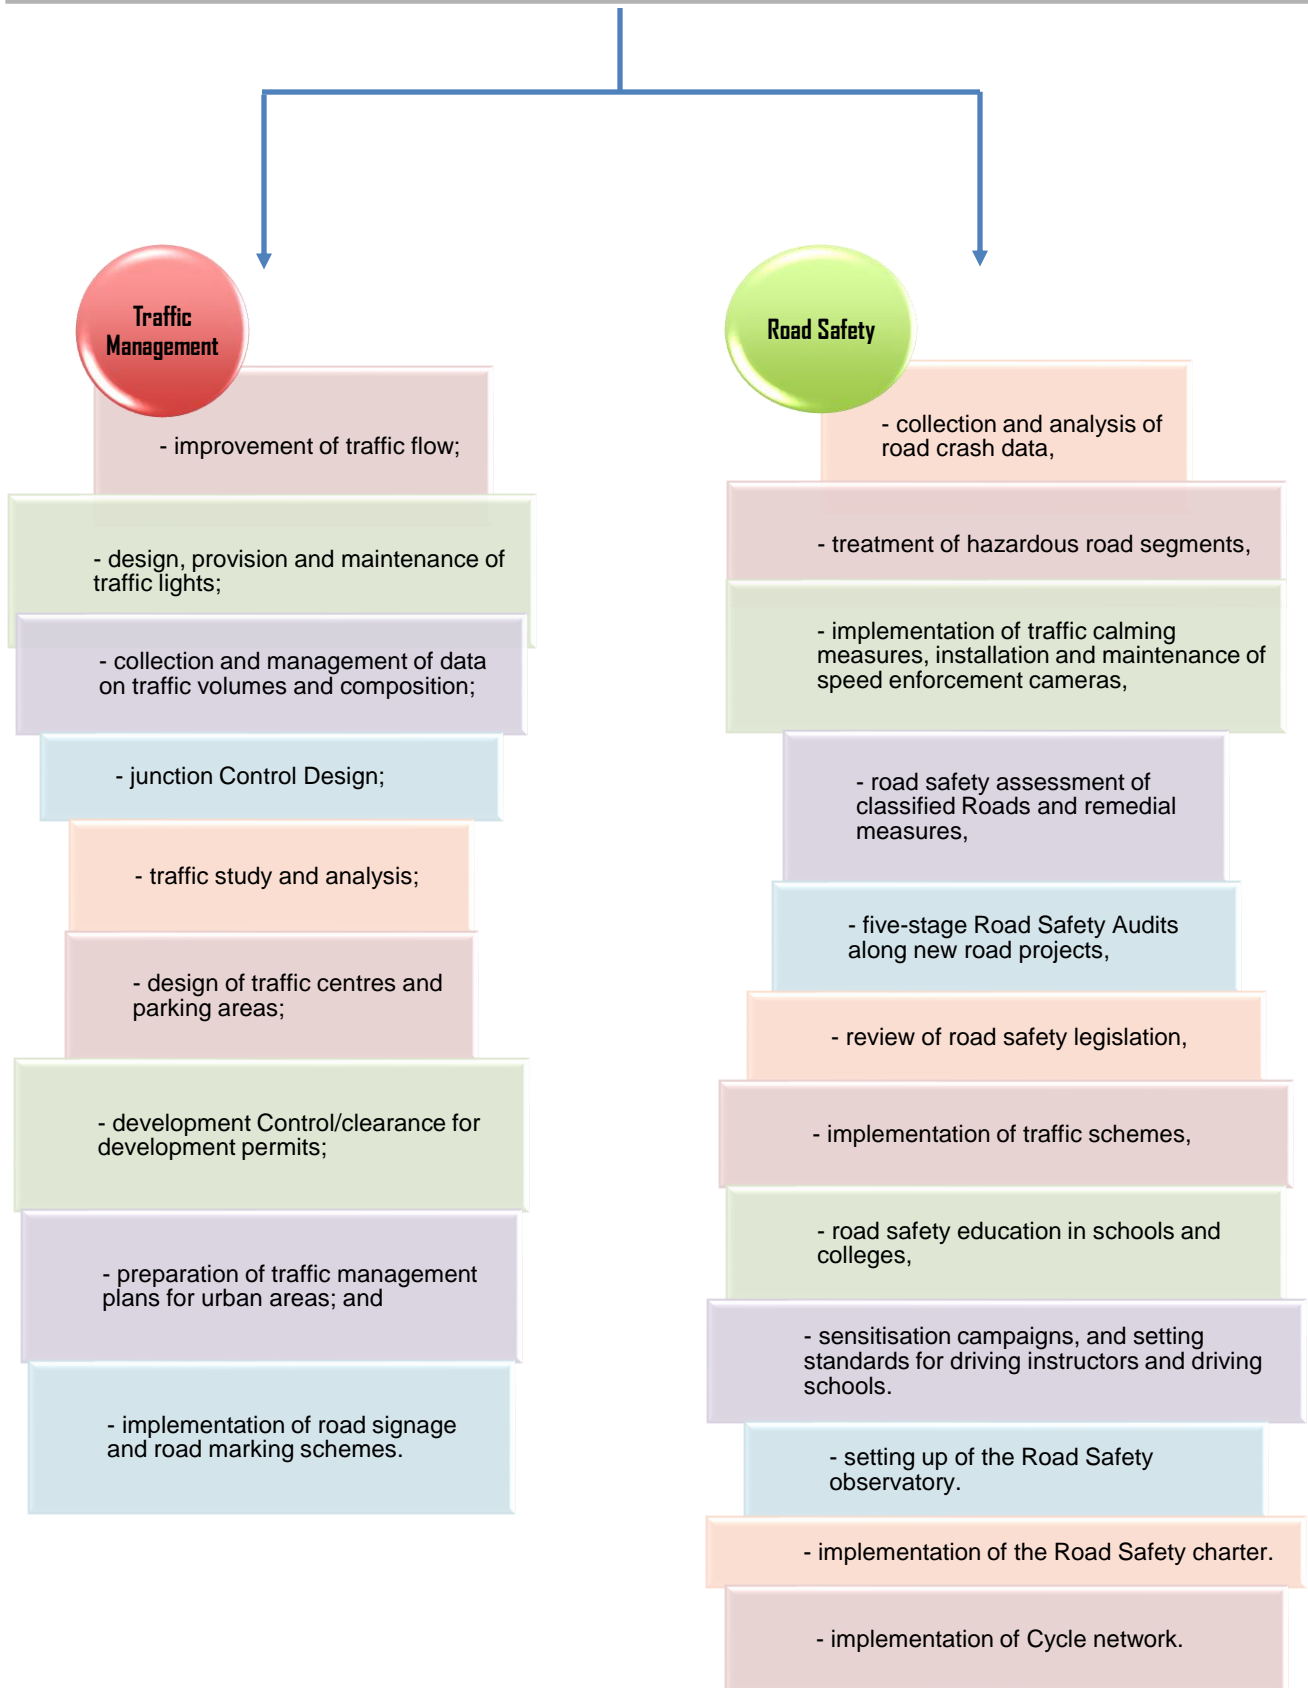 Traffic
Management
- improvement of traffic flow;
- design, provision and maintenance of
traffic lights;
- collection and management of data
on traffic volumes and composition;
- junction Control Design;
- traffic study and analysis;
- design of traffic centres and
parking areas;
- development Control/clearance for
development permits;
- preparation of traffic management
plans for urban areas; and
- implementation of road signage
and road marking schemes.
Road Safety
- collection and analysis of
road crash data,
- treatment of hazardous road segments,
- implementation of traffic calming
measures, installation and maintenance of
speed enforcement cameras,
- road safety assessment of
classified Roads and remedial
measures,
- five-stage Road Safety Audits
along new road projects,
- review of road safety legislation,
- implementation of traffic schemes,
- road safety education in schools and
colleges,
- sensitisation campaigns, and setting
standards for driving instructors and driving
schools.
- setting up of the Road Safety
observatory.
- implementation of the Road Safety charter.
- implementation of Cycle network.